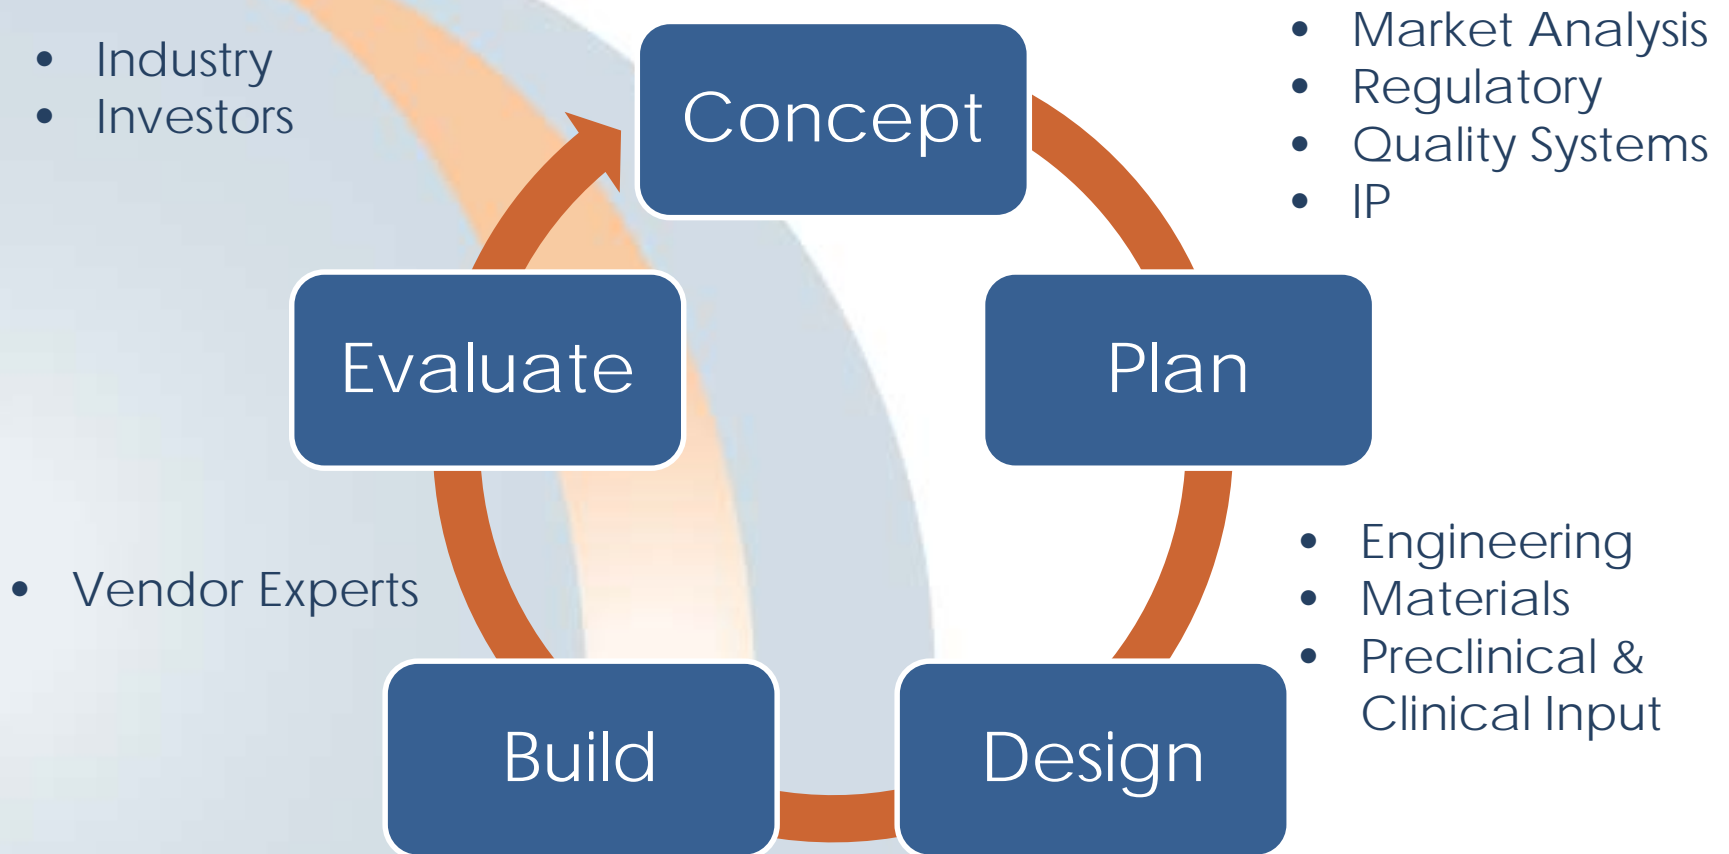 • Industry
• Investors
Concept
• Market Analysis
• Regulatory
• Quality Systems
• IP
Evaluate
Plan
• Vendor Experts
• Engineering
• Materials
• Preclinical &
Clinical Input
Build
Design